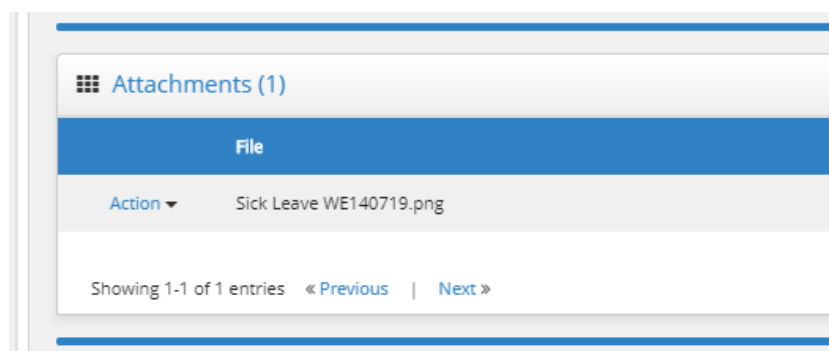 Attachments (1)
File
Action Sick Leave WE140719.png
Showing 1-1 of 1 entries « Previous | Next »